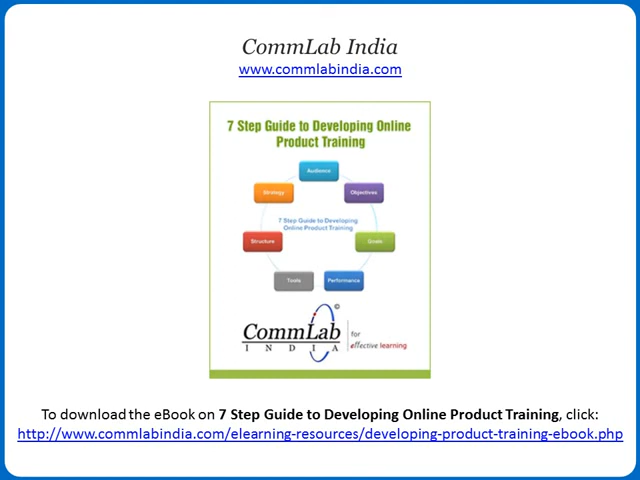 CommLab India
www.commlabindia.com
7 Step Guide to Developing Online
Product Training
Audience
Strategy
Objectives
7 Step Guide to Developing
Online Product Training
Structure
Goals
Tools
Performance
©
CommLab
INDIA
for
effective learning
To download the eBook on 7 Step Guide to Developing Online Product Training, click:
http://www.commlabindia.com/elearning-resources/developing-product-training-ebook.php